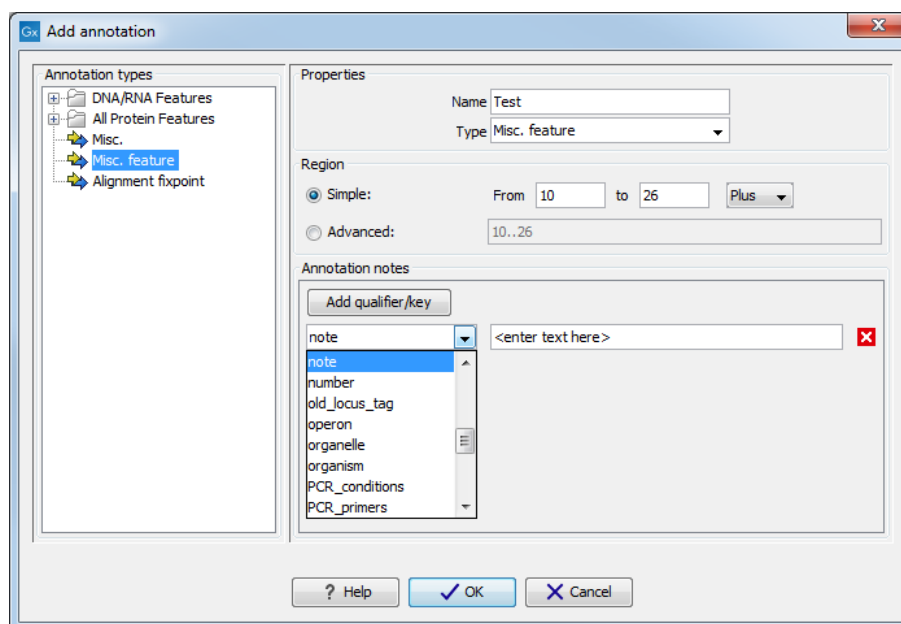 Gx Add annotation
Annotation types
DNA/RNA Features
All Protein Features
Misc.
Misc. feature
Alignment fixpoint
Properties
Name Test
Type Misc. feature
Region
Simple: From 10 to 26 Plus
Advanced: 10..26
Annotation notes
Add qualifier/key
note <enter text here>
note
number
old_locus_tag
operon
organelle
organism
PCR_conditions
PCR_primers
? Help OK Cancel